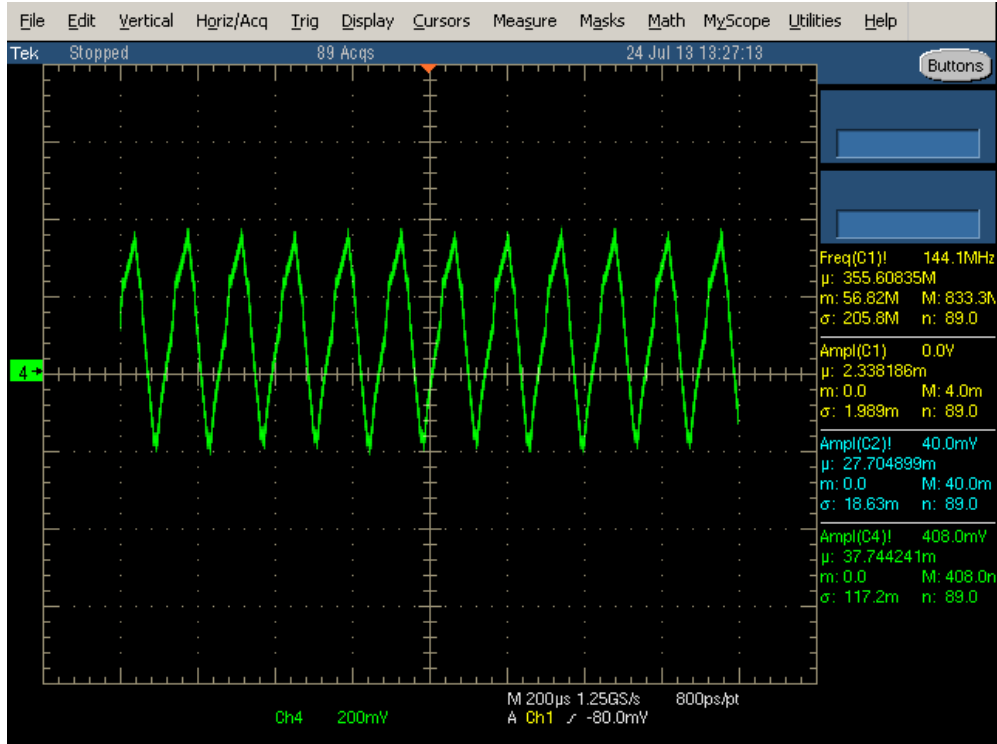 File Edit Vertical Horiz/Acq Trig Display Cursors Measure Masks Math MyScope Utilities Help
Tek Stopped 89 Acqs 24 Jul 13 13:27:13
Buttons
Freq(C1)! 144.1MHz
μ: 355.60835M
m: 56.82M M: 833.3M
σ: 205.8M n: 89.0
Ampl(C1) 0.0V
μ: 2.338186m
m: 0.0 M: 4.0m
σ: 1.989m n: 89.0
Ampl(C2)! 40.0mV
μ: 27.704899m
m: 0.0 M: 40.0m
σ: 18.63m n: 89.0
Ampl(C4)! 408.0mV
μ: 37.744241m
m: 0.0 M: 408.0m
σ: 117.2m n: 89.0
4
Ch4 200mV M 200μs 1.25GS/s 800ps/pt
A Ch1 -80.0mV